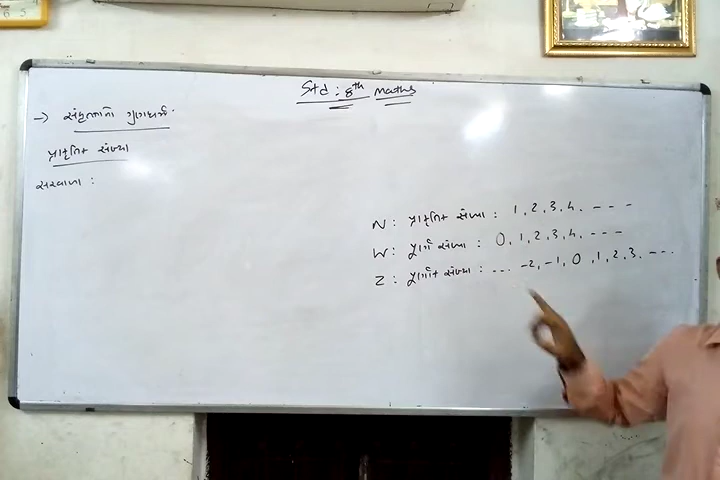 Std : 8th Maths
→ સંવૃતતાનો ગુણધર્મ.
પ્રાકૃતિક સંખ્યા
સરવાળા :
N : પ્રાકૃતિક સંખ્યા : 1, 2, 3, 4, - - -
W : પૂર્ણ સંખ્યા : 0, 1, 2, 3, 4, - - -
Z : પૂર્ણાંક સંખ્યા : ... -2, -1, 0, 1, 2, 3, ---